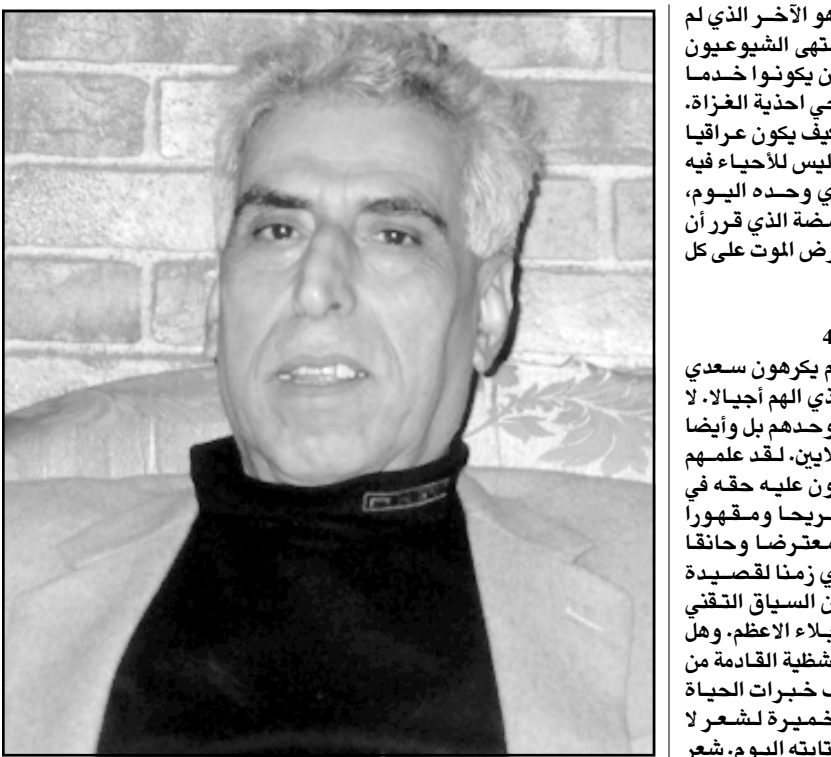 هو الآخر الذي لم
نتهى الشيوعيون
ن يكونوا خدما
حي احذية الغزاة.
كيف يكون عراقيا
ليس للأحياء فيه
ي وحده اليوم،
مضة الذي قرر أن
رض الموت على كل
4
م يكرهون سعدي
ذي الهم أجيالا. لا
وحدهم بل وأيضا
لايين. لقد علمهم
ون عليه حقه في
ريحا ومقهورا
معترضا وحانقا
ي زمنا لقصيدة
ن السياق التقني
بلاء الاعظم. وهل
شظية القادمة من
خبرات الحياة
خميرة لشعر لا
تابته اليوم. شعر